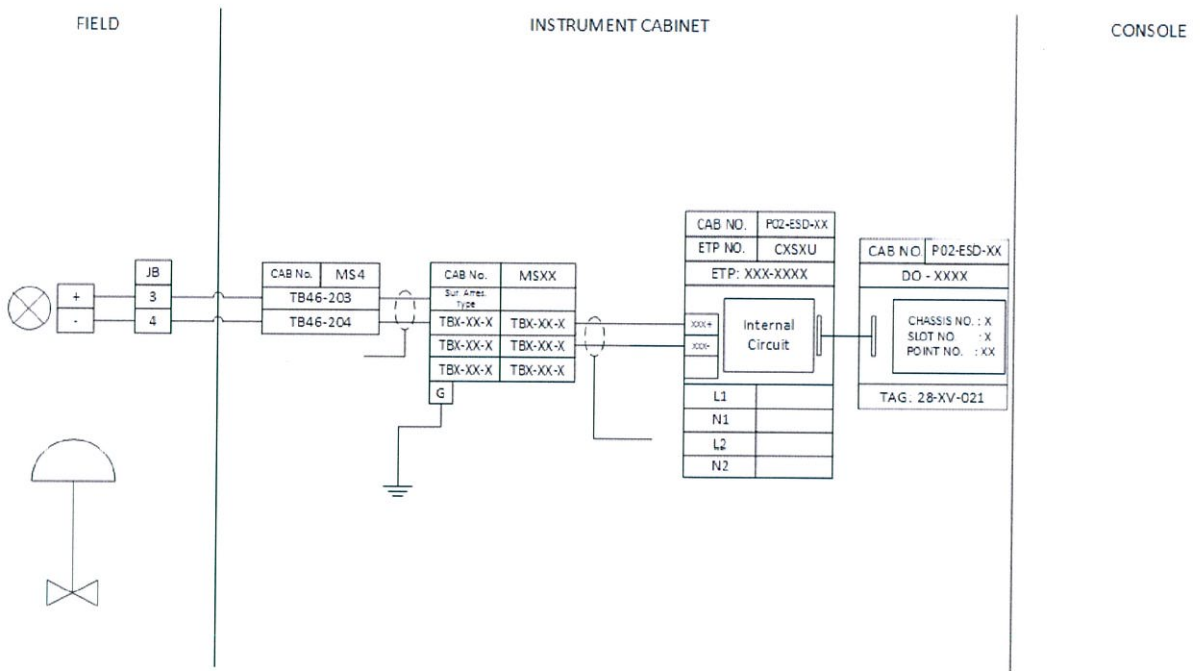 FIELD
INSTRUMENT CABINET
CONSOLE
+
-
JB
3
4
CAB No. MS4
TB46-203
TB46-204
CAB No. MSXX
Sur. Arres. Type
TBX-XX-X TBX-XX-X
TBX-XX-X TBX-XX-X
TBX-XX-X TBX-XX-X
G
CAB NO. P02-ESD-XX
ETP NO. CXSXU
ETP: XXX-XXXX
XXX+
XXX-
Internal
Circuit
L1
N1
L2
N2
CAB NO. P02-ESD-XX
DO - XXXX
CHASSIS NO. : X
SLOT NO. : X
POINT NO. : XX
TAG. 28-XV-021